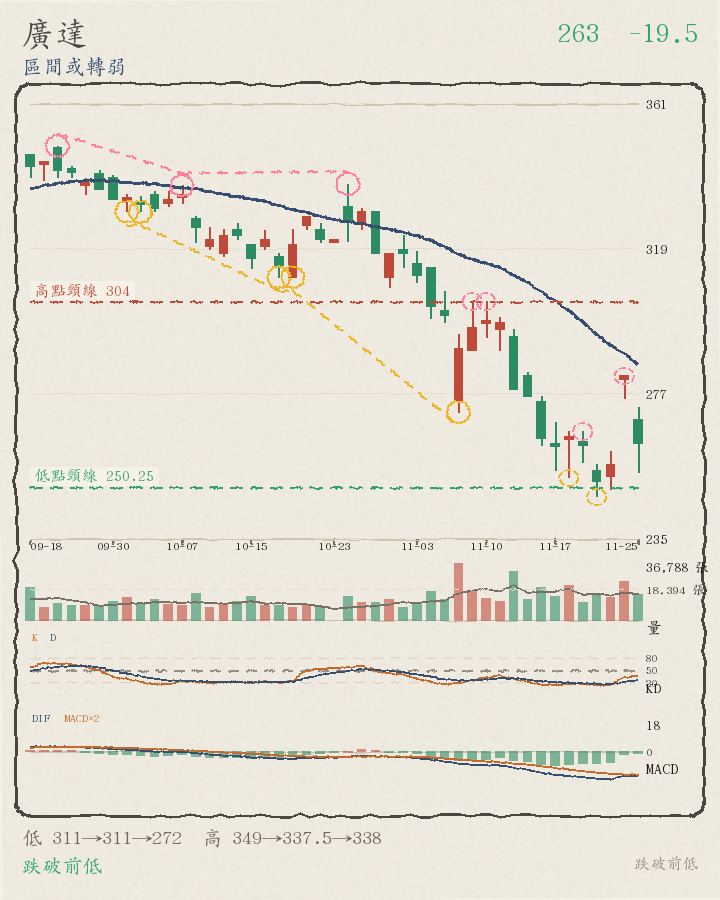 廣達
263 -19.5
區間或轉弱
361
319
高點頸線 304
277
低點頸線 250.25
235
09-18 09-30 10-07 10-15 10-23 11-03 11-10 11-17 11-25
36,788 張
18,394 張
量
K D
80
50
20
KD
DIF MACD×2
18
0
MACD
低 311→311→272 高 349→337.5→338
跌破前低
跌破前低